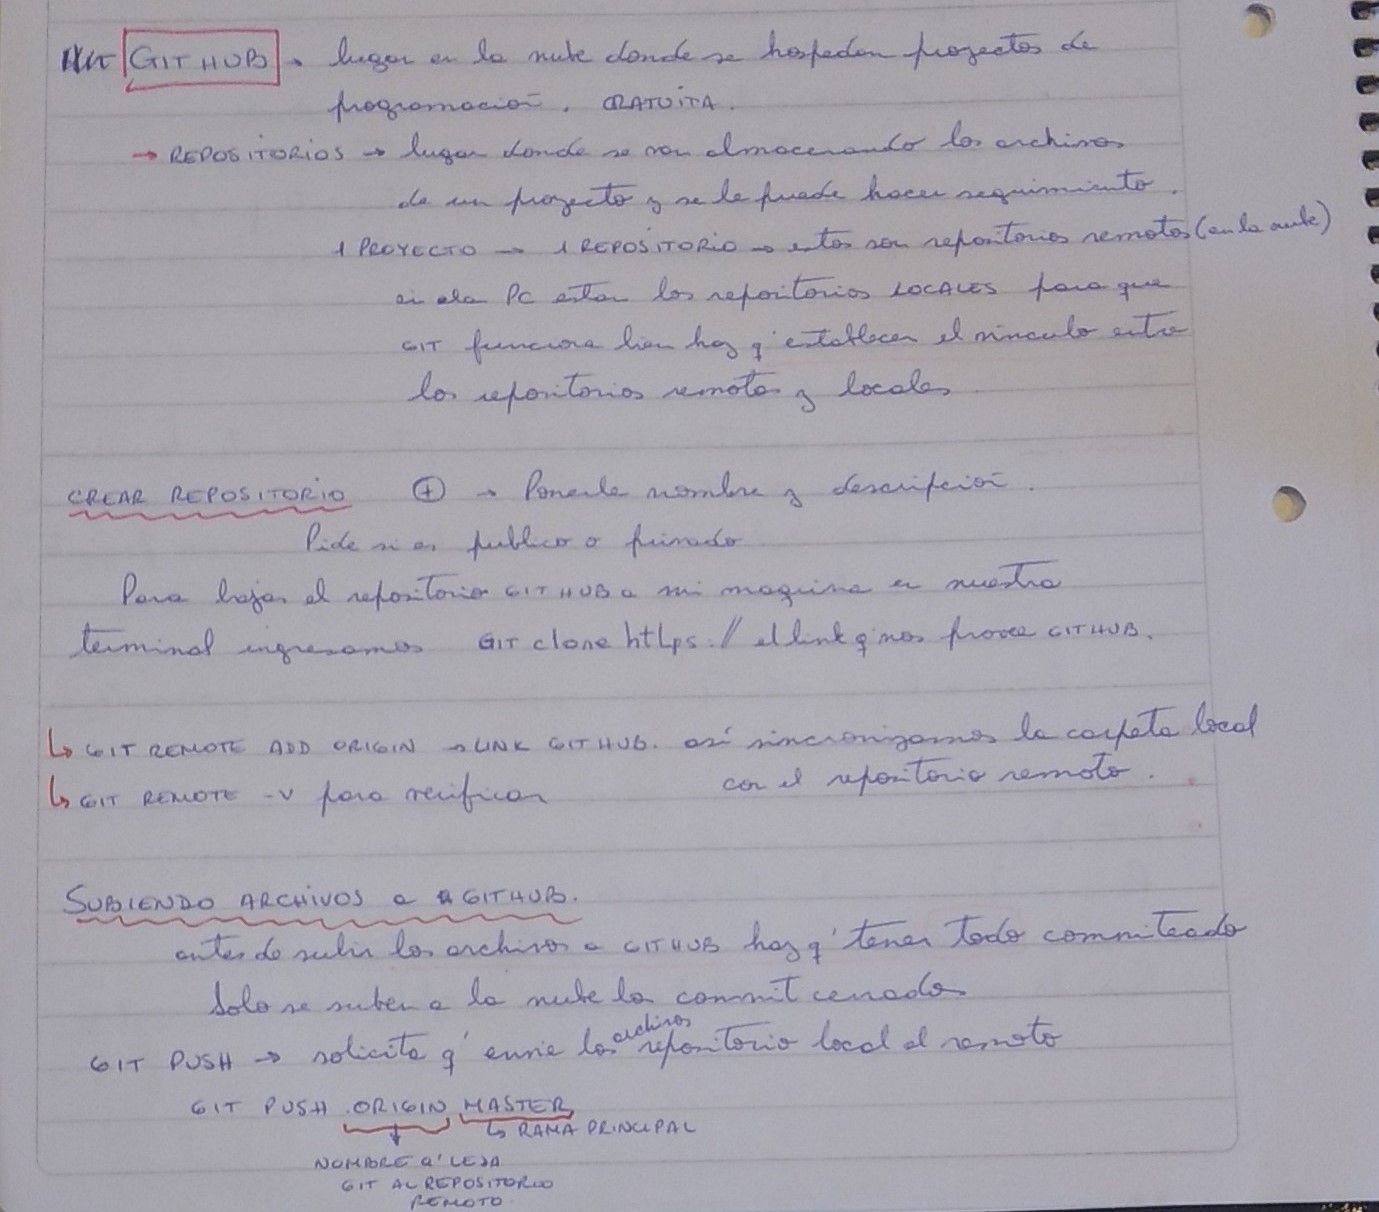 GITHUB → lugar en la nube donde se hospedan proyectos de
programación. GRATUITA.
→ REPOSITORIOS → lugar donde se van almacenando los archivos
de un proyecto y se le puede hacer seguimiento.
1 PROYECTO → 1 REPOSITORIO → estos son repositorios remotos (en la nube)
en la PC estan los repositorios LOCALES para que
GIT funciona bien hay q' establecer el vinculo entre
los repositorios remotos y locales
CREAR REPOSITORIO + → Ponerle nombre y descripción.
Pide si es publico o privado
Para bajar el repositorio GITHUB a mi maquina en nuestra
terminal ingresamos GIT clone https:// el link q' nos provee GITHUB.
↳ GIT REMOTE ADD ORIGIN → LINK GITHUB. así sincronizamos la carpeta local
con el repositorio remoto.
↳ GIT REMOTE -V para verificar
SUBIENDO ARCHIVOS a GITHUB.
antes de subir los archivos a GITHUB hay q' tener todo commiteado
Solo se suben a la nube los commit cerrados
GIT PUSH → solicita q' envie los archivos repositorio local al remoto
GIT PUSH ORIGIN MASTER
↳ RAMA PRINCIPAL
NOMBRE Q' LE DA
GIT AL REPOSITORIO
REMOTO